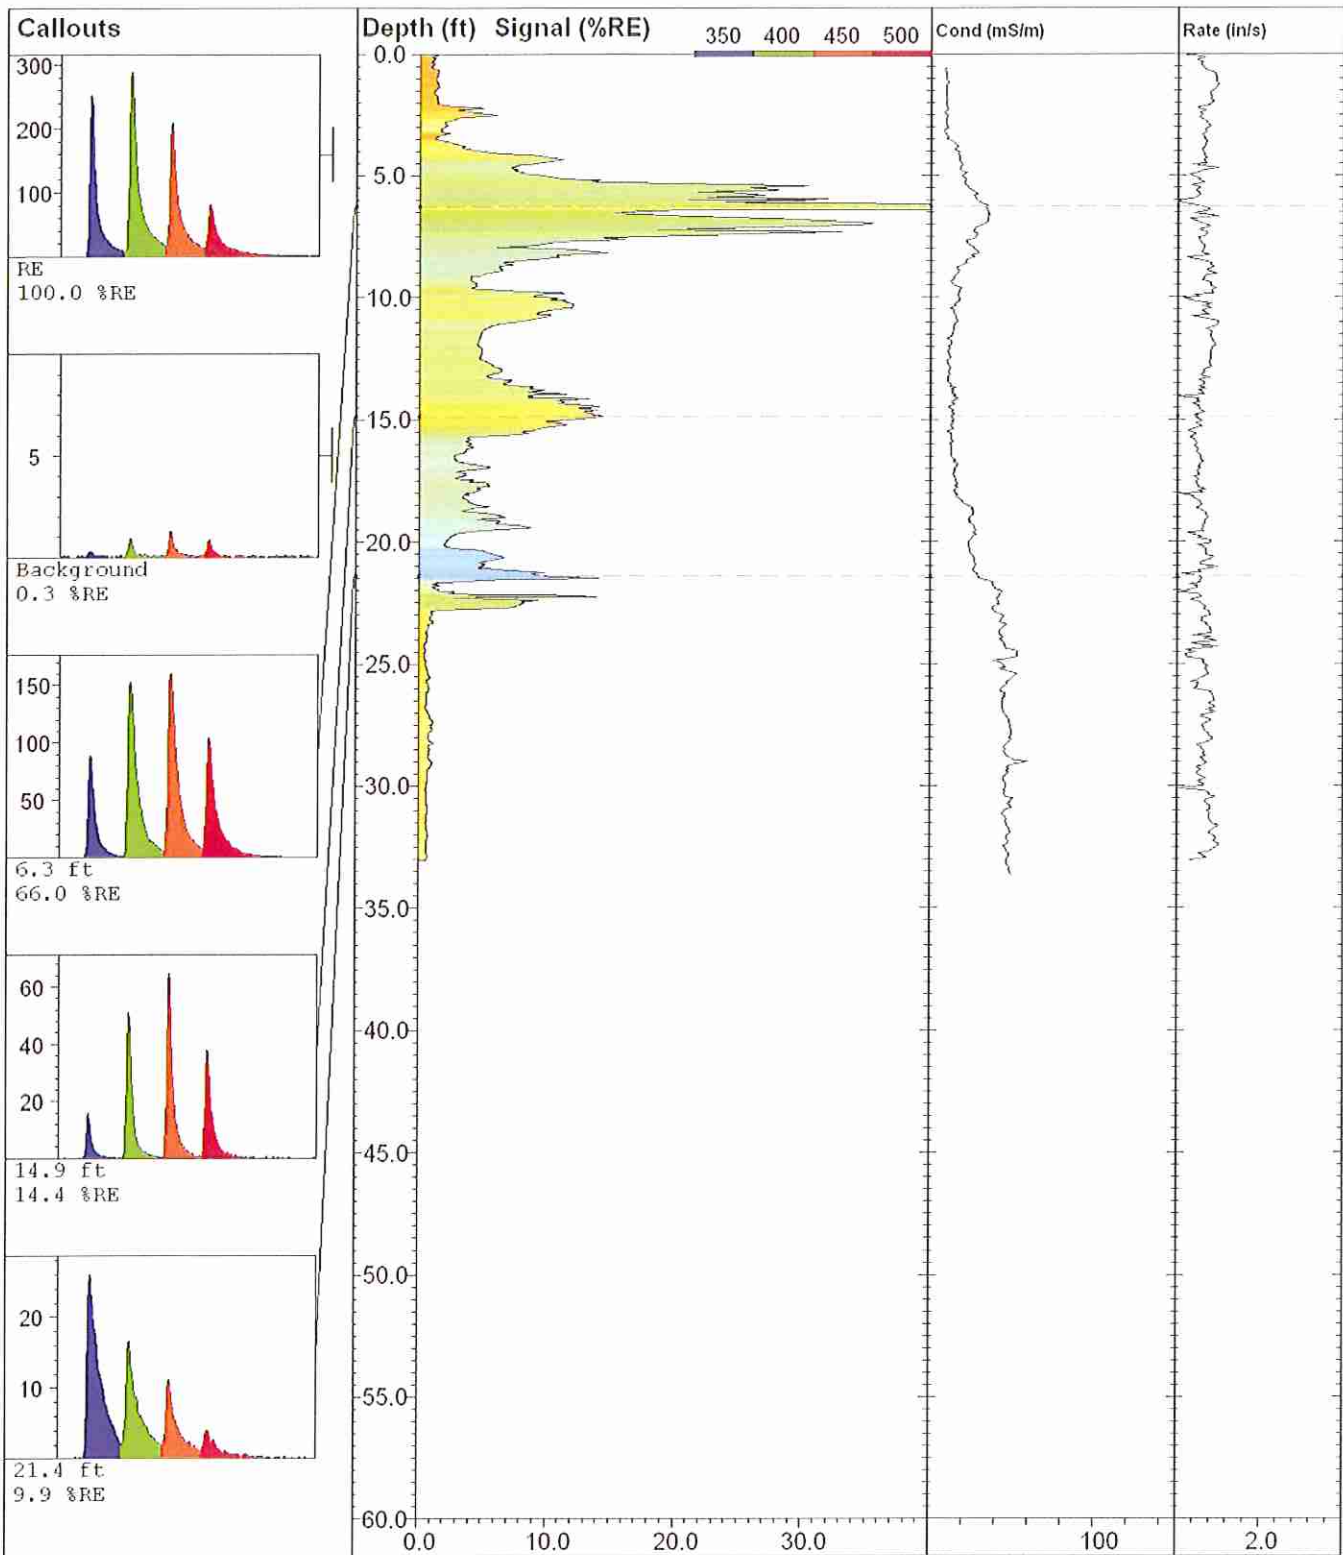 Callouts
300
200
100
RE
100.0 %RE
5
Background
0.3 %RE
150
100
50
6.3 ft
66.0 %RE
60
40
20
14.9 ft
14.4 %RE
20
10
21.4 ft
9.9 %RE
Depth (ft) Signal (%RE)
350 400 450 500
0.0
5.0
10.0
15.0
20.0
25.0
30.0
35.0
40.0
45.0
50.0
55.0
60.0
0.0 10.0 20.0 30.0
Cond (mS/m)
100
Rate (in/s)
2.0